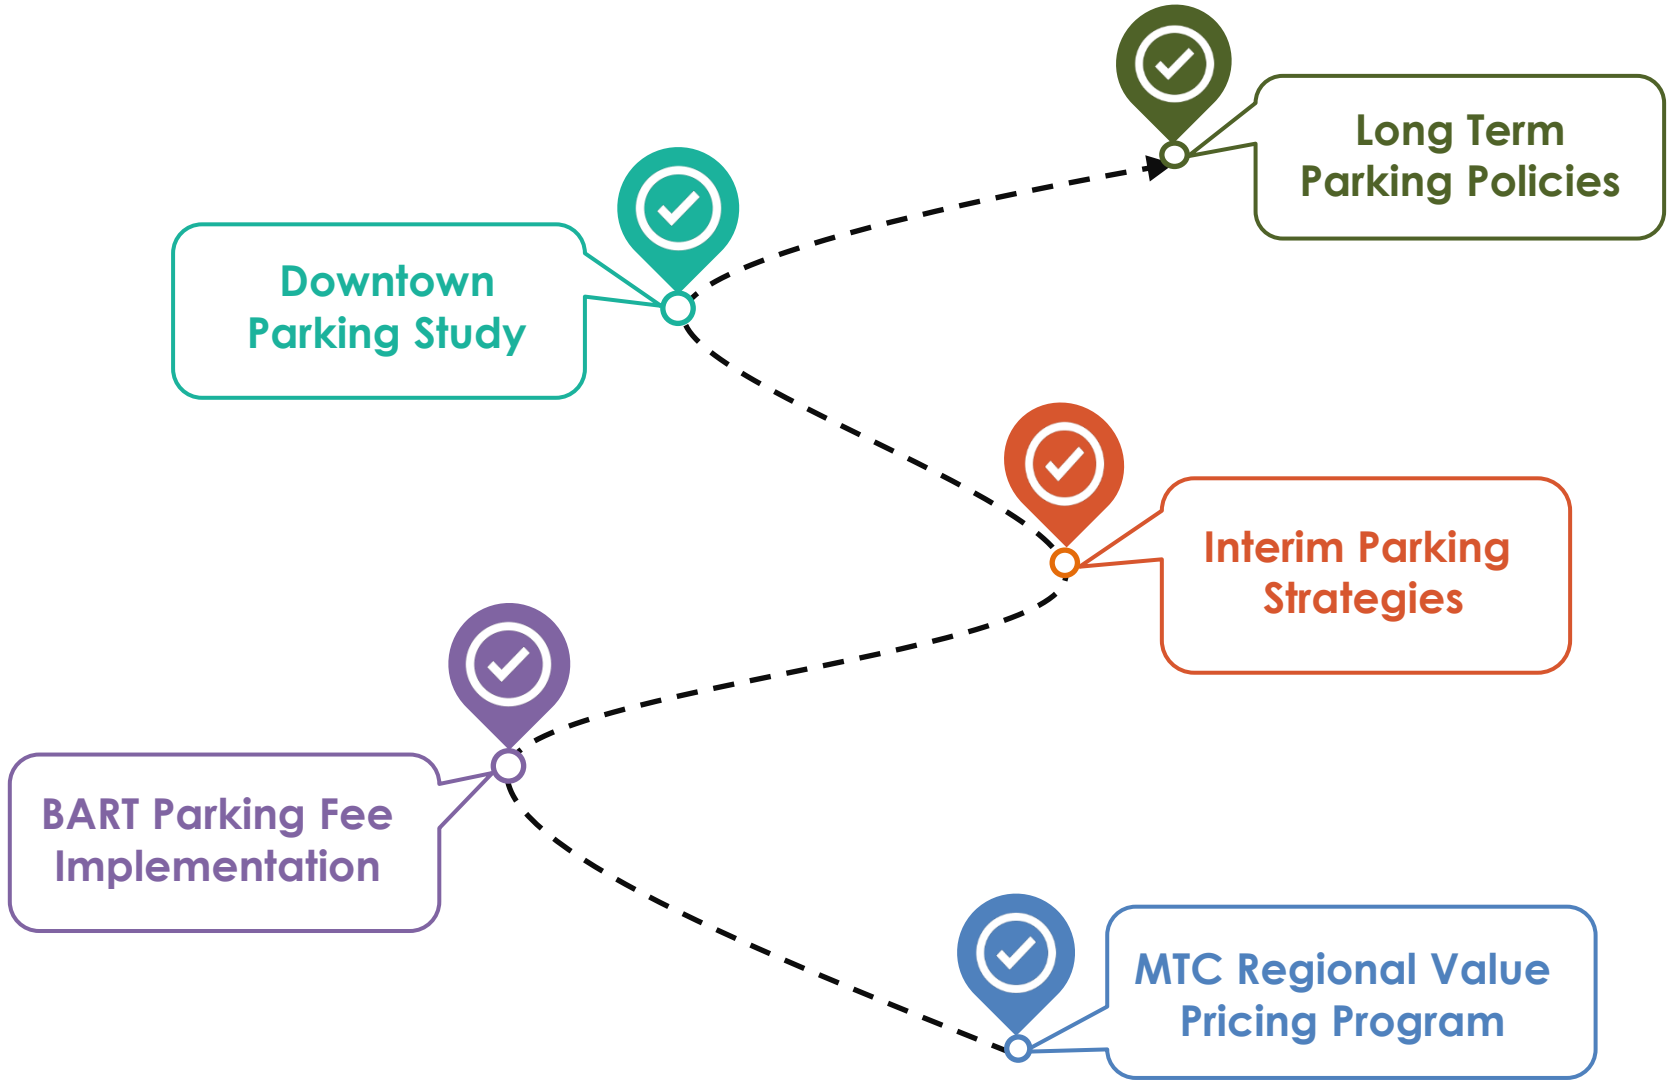 Long Term
Parking Policies
Downtown
Parking Study
Interim Parking
Strategies
BART Parking Fee
Implementation
MTC Regional Value
Pricing Program